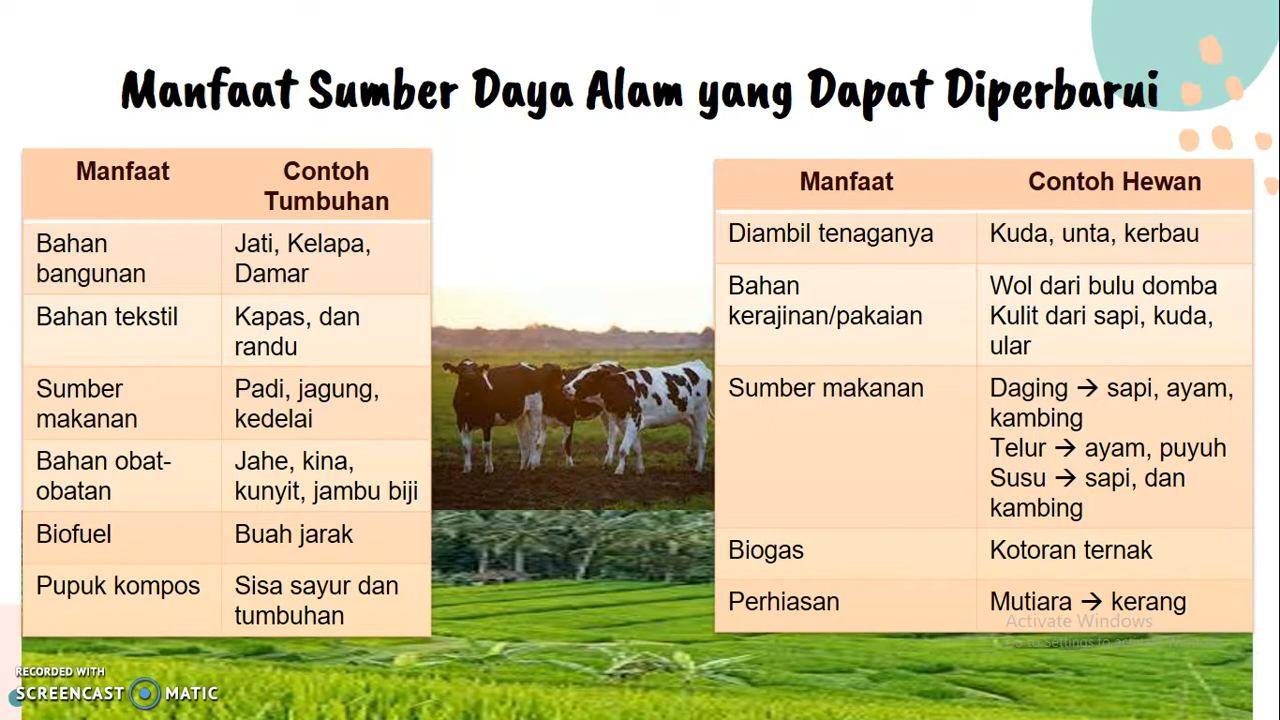 Manfaat Sumber Daya Alam yang Dapat Diperbarui
Manfaat
Contoh
Tumbuhan
Bahan
bangunan
Jati, Kelapa,
Damar
Bahan tekstil
Kapas, dan
randu
Sumber
makanan
Padi, jagung,
kedelai
Bahan obat-
obatan
Jahe, kina,
kunyit, jambu biji
Biofuel
Buah jarak
Pupuk kompos
Sisa sayur dan
tumbuhan
Manfaat
Contoh Hewan
Diambil tenaganya
Kuda, unta, kerbau
Bahan
kerajinan/pakaian
Wol dari bulu domba
Kulit dari sapi, kuda,
ular
Sumber makanan
Daging → sapi, ayam,
kambing
Telur → ayam, puyuh
Susu → sapi, dan
kambing
Biogas
Kotoran ternak
Perhiasan
Mutiara → kerang
Activate Windows
to Settings to
RECORDED WITH
SCREENCAST MATIC